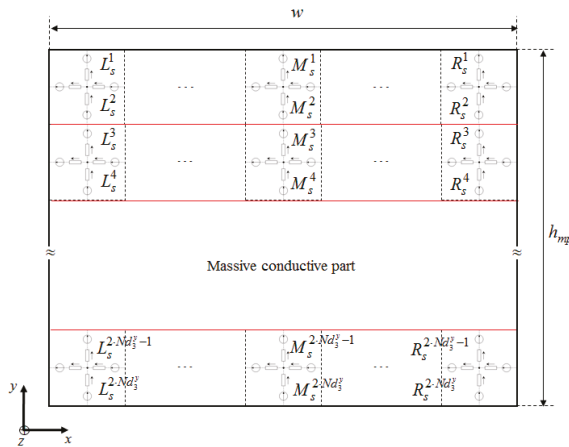 w
L_s^1 ... M_s^1 R_s^1
L_s^2 M_s^2 R_s^2
L_s^3 ... M_s^3 R_s^3
L_s^4 M_s^4 R_s^4
h_{mp}
≈ ≈
Massive conductive part
L_s^{2·Nd_3^y−1} ... M_s^{2·Nd_3^y−1} R_s^{2·Nd_3^y−1}
L_s^{2·Nd_3^y} M_s^{2·Nd_3^y} R_s^{2·Nd_3^y}
y
z x